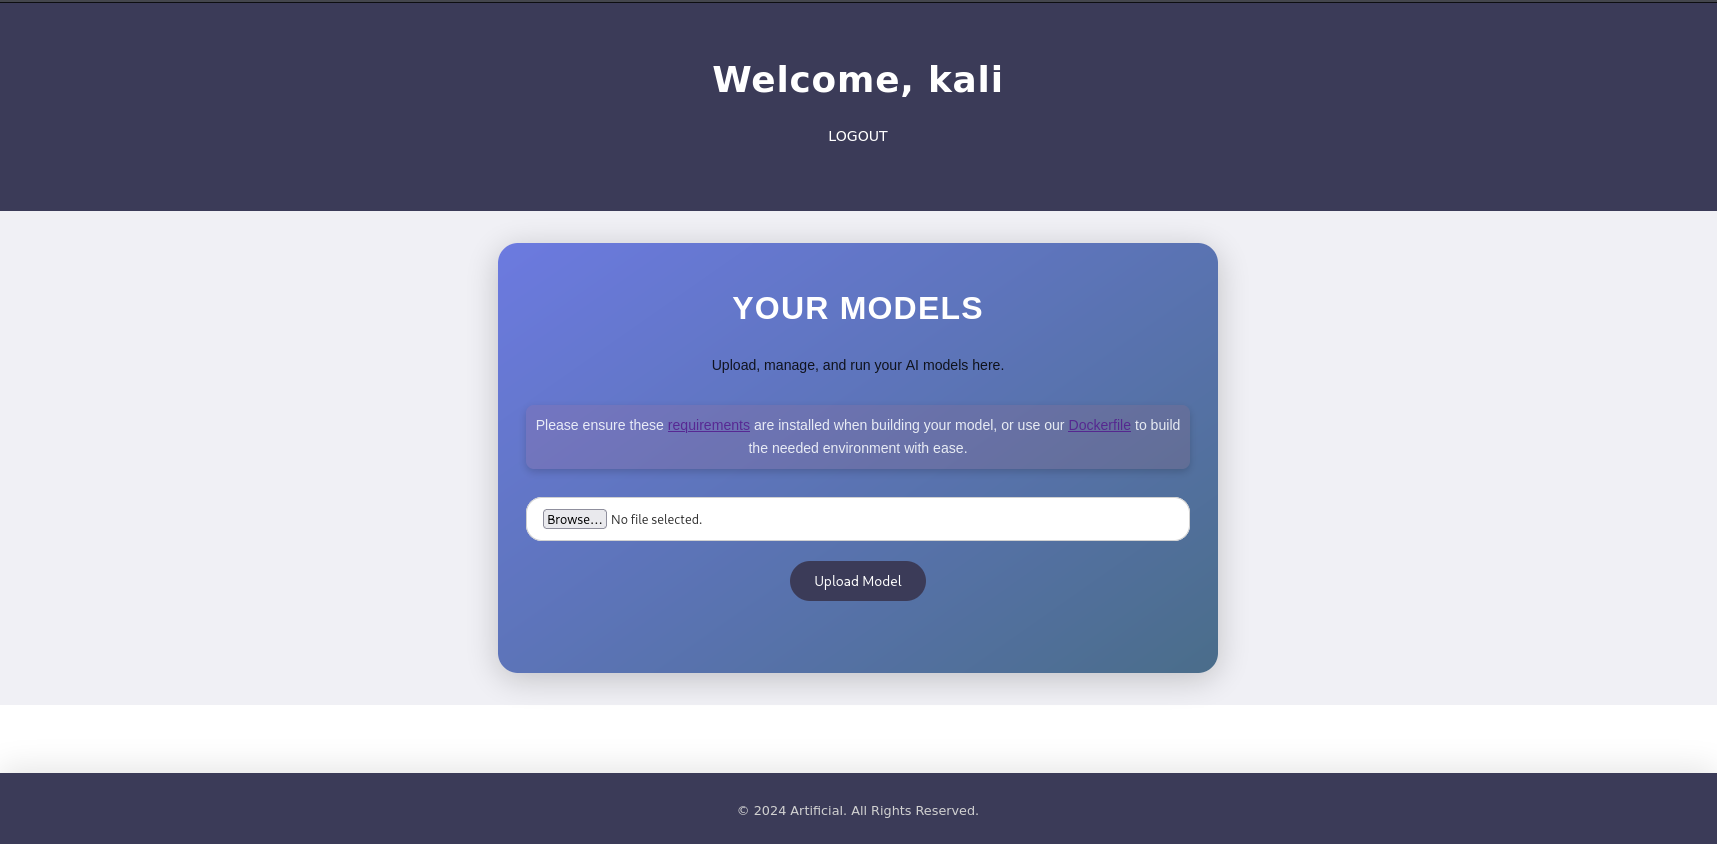 Welcome, kali
LOGOUT
YOUR MODELS
Upload, manage, and run your AI models here.
Please ensure these requirements are installed when building your model, or use our Dockerfile to build
the needed environment with ease.
Browse... No file selected.
Upload Model
© 2024 Artificial. All Rights Reserved.